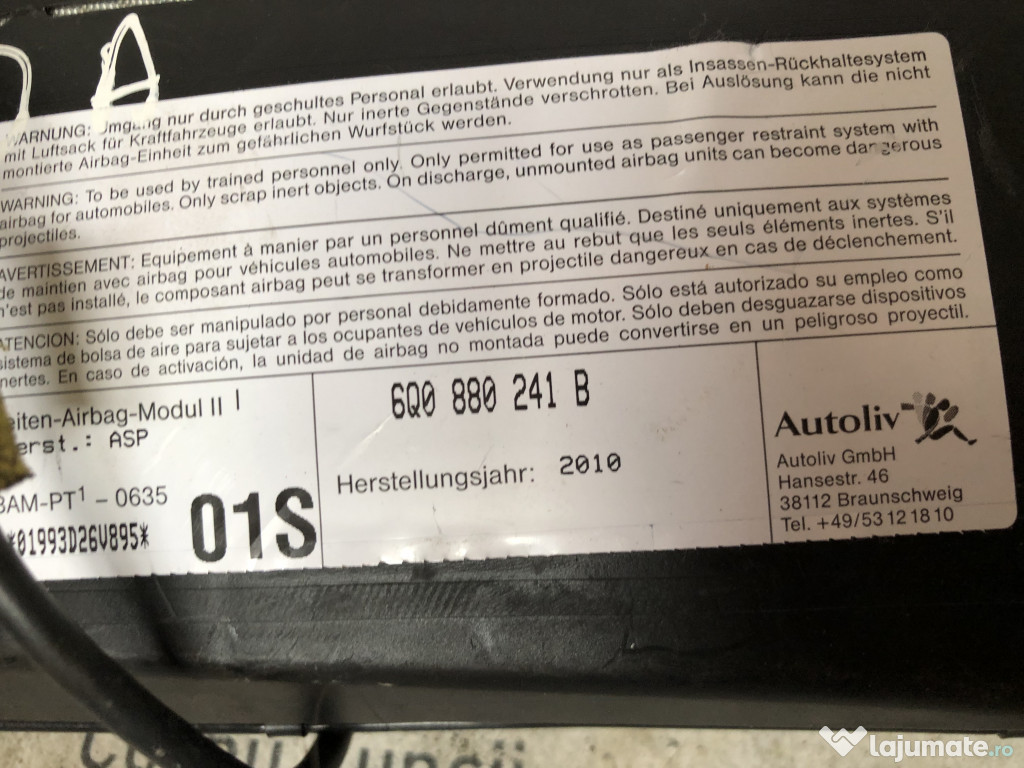 A
WARNUNG: Umgang nur durch geschultes Personal erlaubt. Verwendung nur als Insassen-Rückhaltesystem
mit Luftsack für Kraftfahrzeuge erlaubt. Nur inerte Gegenstände verschrotten. Bei Auslösung kann die nicht
montierte Airbag-Einheit zum gefährlichen Wurfstück werden.
WARNING: To be used by trained personnel only. Only permitted for use as passenger restraint system with
airbag for automobiles. Only scrap inert objects. On discharge, unmounted airbag units can become dangerous
projectiles.
AVERTISSEMENT: Equipement à manier par un personnel dûment qualifié. Destiné uniquement aux systèmes
de maintien avec airbag pour véhicules automobiles. Ne mettre au rebut que les seuls éléments inertes. S'il
n'est pas installé, le composant airbag peut se transformer en projectile dangereux en cas de déclenchement.
ATENCION: Sólo debe ser manipulado por personal debidamente formado. Sólo está autorizado su empleo como
sistema de bolsa de aire para sujetar a los ocupantes de vehículos de motor. Sólo deben desguazarse dispositivos
inertes. En caso de activación, la unidad de airbag no montada puede convertirse en un peligroso proyectil.
eiten-Airbag-Modul II I
erst.: ASP
BAM-PT1 - 0635
*01993D26V895*
01S
6Q0 880 241 B
Herstellungsjahr: 2010
Autoliv
Autoliv GmbH
Hansestr. 46
38112 Braunschweig
Tel. +49/53 12 18 10
lajumate.ro